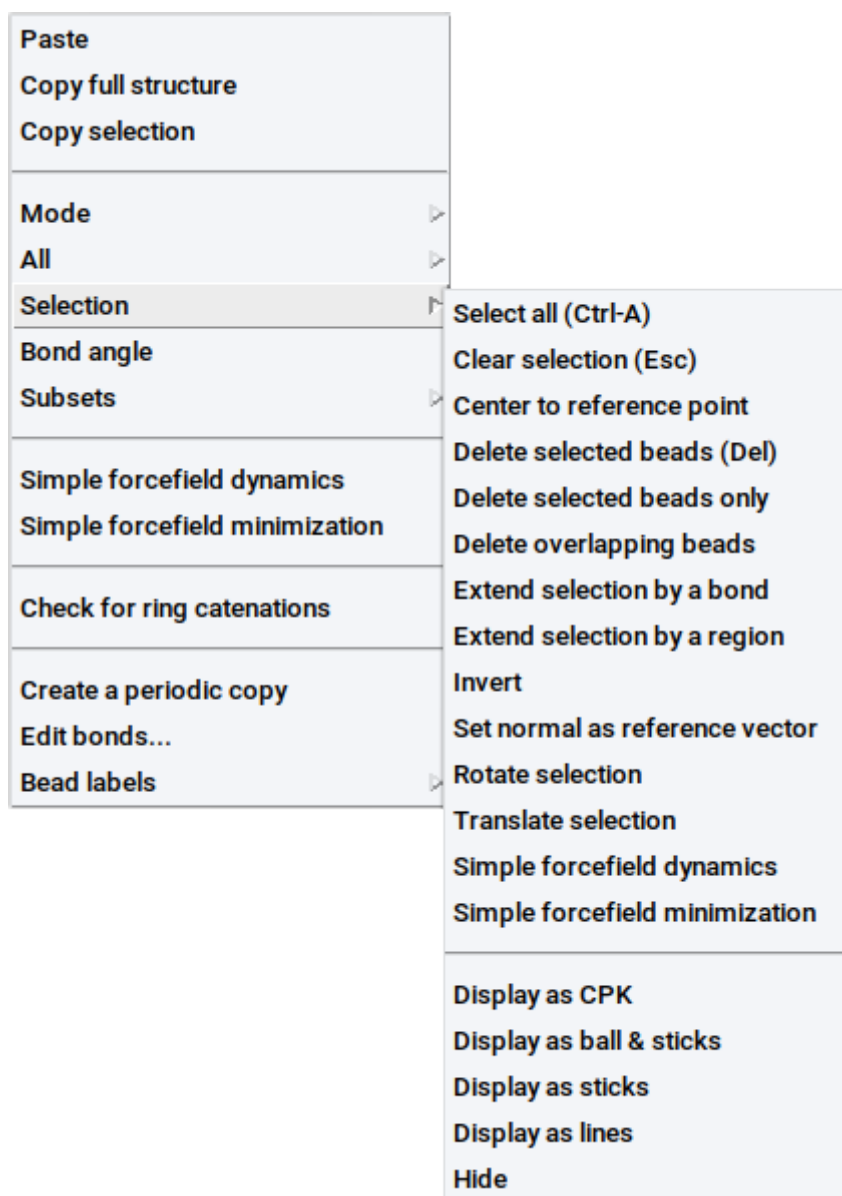 Paste
Copy full structure
Copy selection
Mode
All
Selection
Bond angle
Subsets
Simple forcefield dynamics
Simple forcefield minimization
Check for ring catenations
Create a periodic copy
Edit bonds...
Bead labels
Select all (Ctrl-A)
Clear selection (Esc)
Center to reference point
Delete selected beads (Del)
Delete selected beads only
Delete overlapping beads
Extend selection by a bond
Extend selection by a region
Invert
Set normal as reference vector
Rotate selection
Translate selection
Simple forcefield dynamics
Simple forcefield minimization
Display as CPK
Display as ball & sticks
Display as sticks
Display as lines
Hide